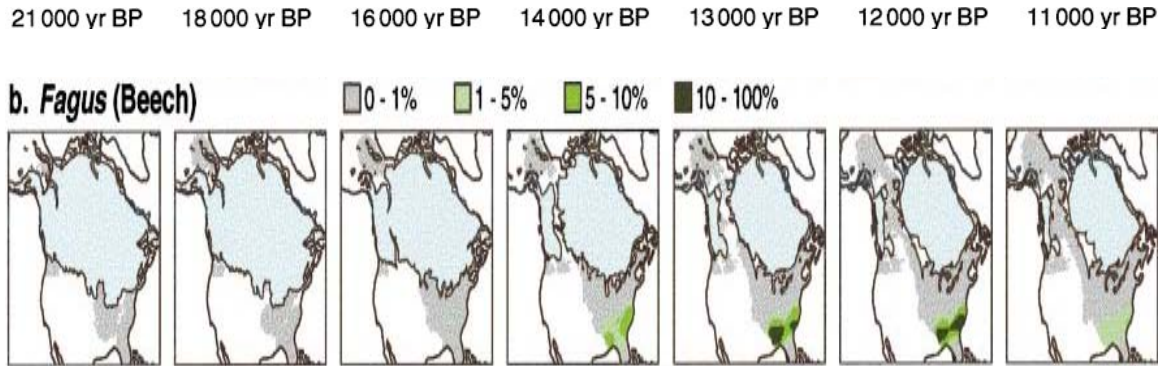 21 000 yr BP 18 000 yr BP 16 000 yr BP 14 000 yr BP 13 000 yr BP 12 000 yr BP 11 000 yr BP
b. Fagus (Beech) 0 - 1% 1 - 5% 5 - 10% 10 - 100%